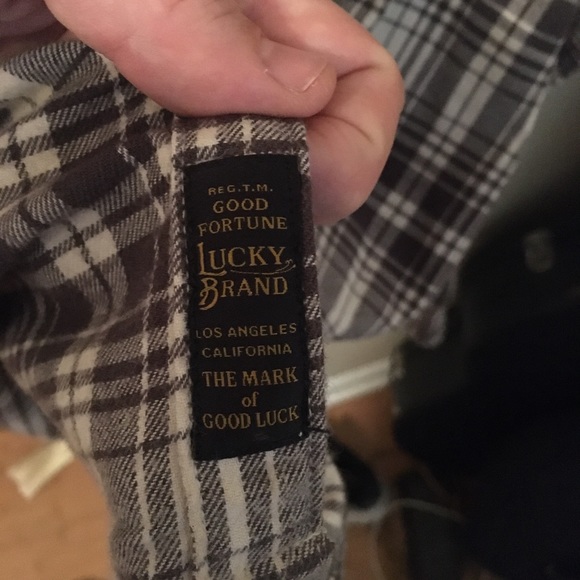 REG.T.M.
GOOD
FORTUNE
LUCKY
BRAND
LOS ANGELES
CALIFORNIA
THE MARK
of
GOOD LUCK